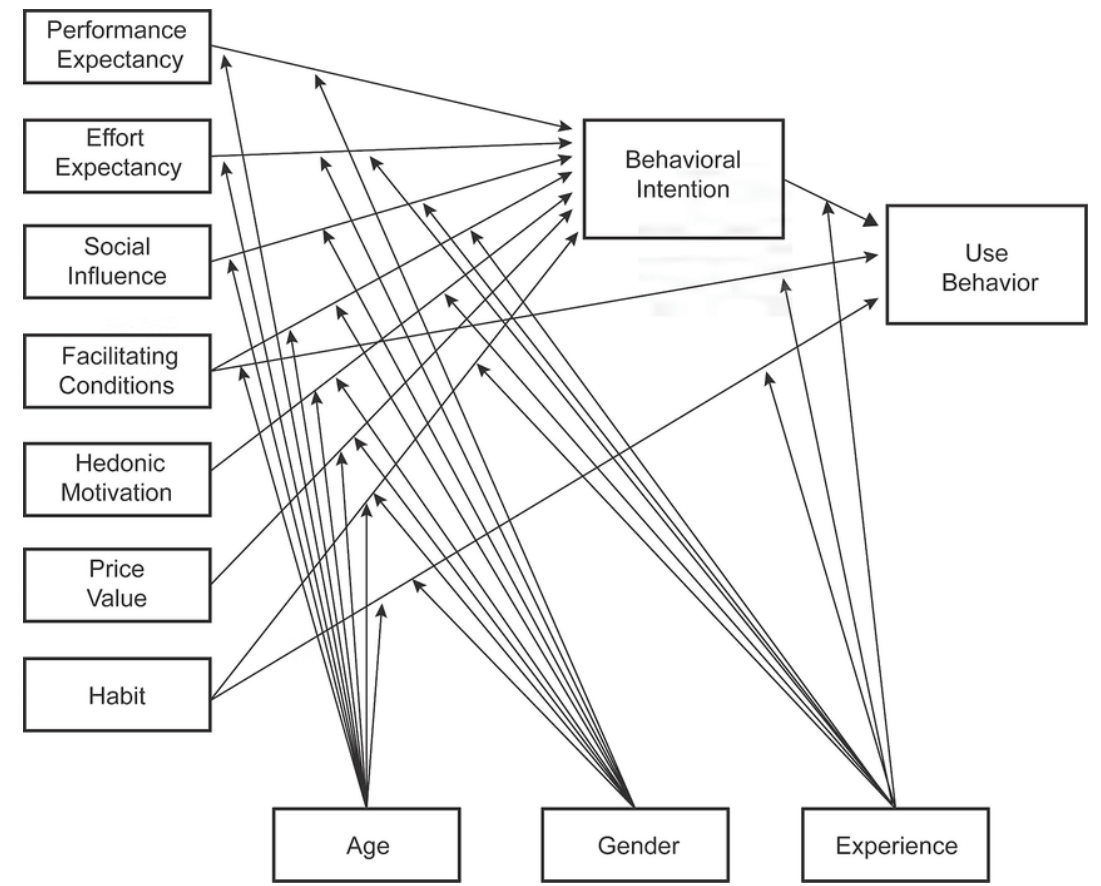 Performance
Expectancy
Effort
Expectancy
Social
Influence
Facilitating
Conditions
Hedonic
Motivation
Price
Value
Habit
Behavioral
Intention
Use
Behavior
Age
Gender
Experience